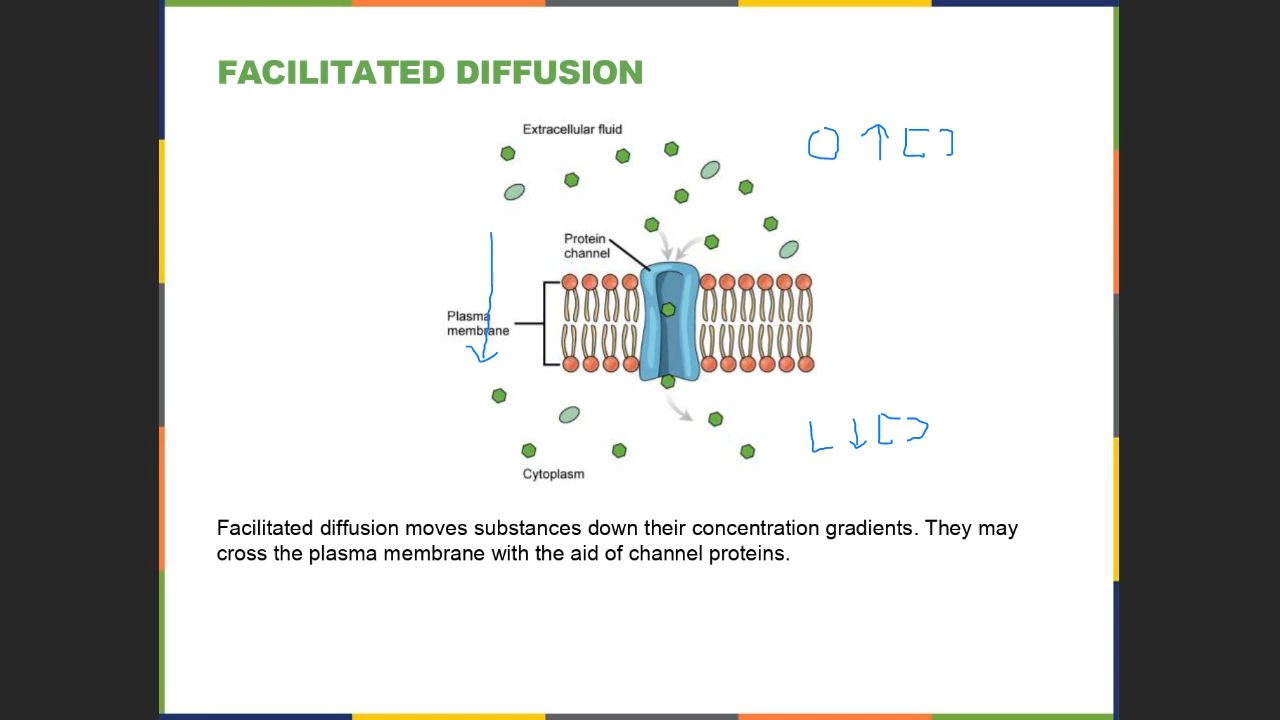 FACILITATED DIFFUSION
Extracellular fluid
O ↑ [ ]
Protein
channel
Plasma
membrane
L ↓ [ ]
Cytoplasm
Facilitated diffusion moves substances down their concentration gradients. They may
cross the plasma membrane with the aid of channel proteins.